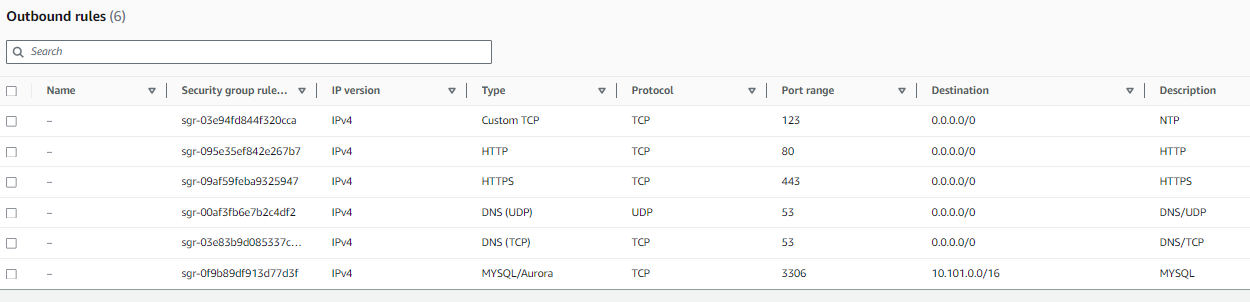 Outbound rules (6)
Search
Name Security group rule... IP version Type Protocol Port range Destination Description
– sgr-03e94fd844f320cca IPv4 Custom TCP TCP 123 0.0.0.0/0 NTP
– sgr-095e35ef842e267b7 IPv4 HTTP TCP 80 0.0.0.0/0 HTTP
– sgr-09af59feba9325947 IPv4 HTTPS TCP 443 0.0.0.0/0 HTTPS
– sgr-00af3fb6e7b2c4df2 IPv4 DNS (UDP) UDP 53 0.0.0.0/0 DNS/UDP
– sgr-03e83b9d085337c... IPv4 DNS (TCP) TCP 53 0.0.0.0/0 DNS/TCP
– sgr-0f9b89df913d77d3f IPv4 MYSQL/Aurora TCP 3306 10.101.0.0/16 MYSQL